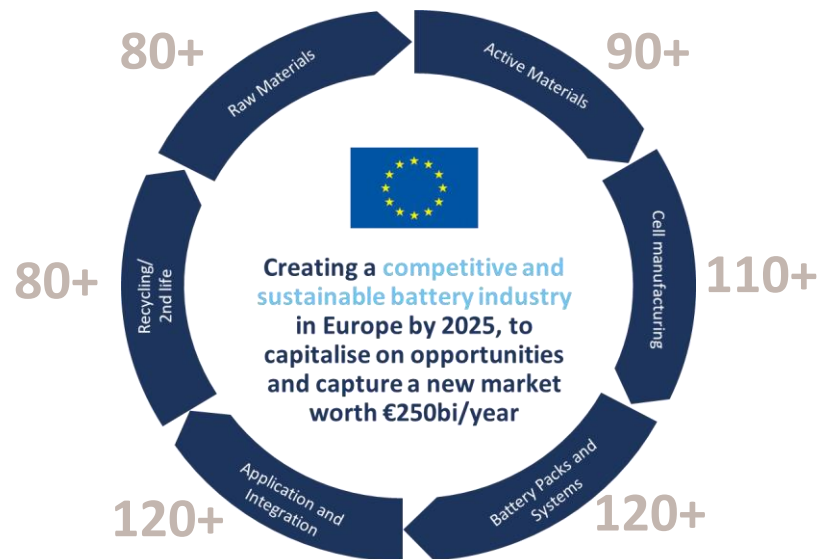 80+
Raw Materials
Active Materials
90+
Cell manufacturing
110+
Battery Packs and
Systems
120+
Application and
Integration
120+
Recycling/
2nd life
80+
Creating a competitive and
sustainable battery industry
in Europe by 2025, to
capitalise on opportunities
and capture a new market
worth €250bi/year